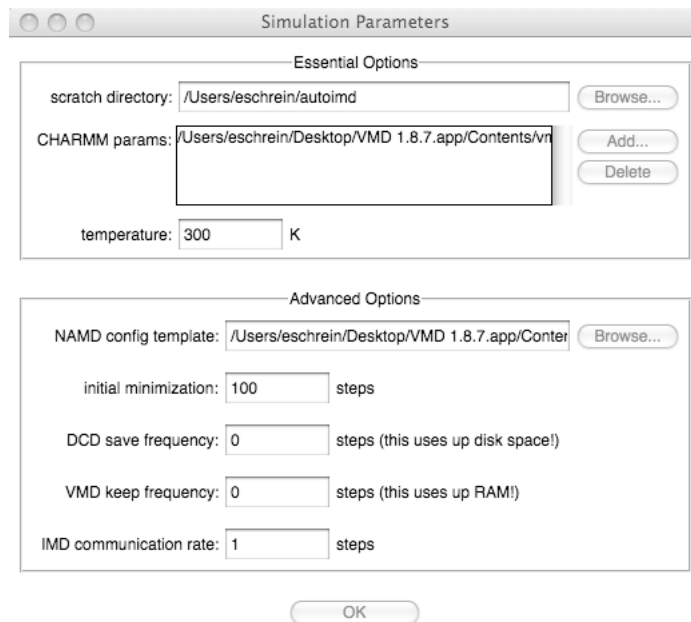 Simulation Parameters
Essential Options
scratch directory: /Users/eschrein/autoimd Browse...
CHARMM params: /Users/eschrein/Desktop/VMD 1.8.7.app/Contents/vm Add...
Delete
temperature: 300 K
Advanced Options
NAMD config template: /Users/eschrein/Desktop/VMD 1.8.7.app/Conter Browse...
initial minimization: 100 steps
DCD save frequency: 0 steps (this uses up disk space!)
VMD keep frequency: 0 steps (this uses up RAM!)
IMD communication rate: 1 steps
OK